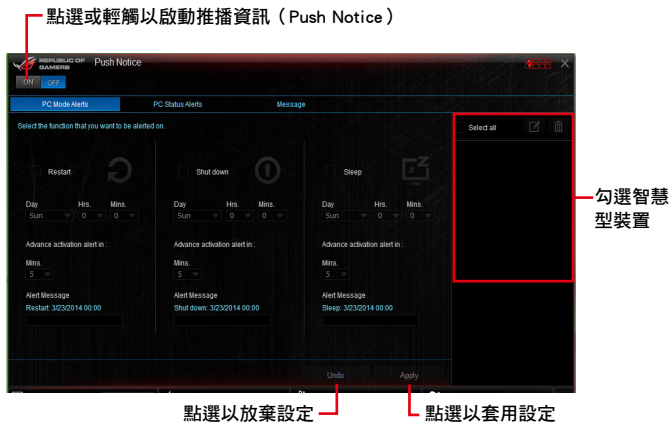 點選或輕觸以啟動推播資訊（Push Notice）
REPUBLIC OF
GAMERS
Push Notice
ON OFF
PC Mode Alerts PC Status Alerts Message
Select the function that you want to be alerted on.
Select all
Restart Shut down Sleep
Day Hrs. Mins. Day Hrs. Mins. Day Hrs. Mins.
Sun 0 0 Sun 0 0 Sun 0 0
Advance activation alert in : Advance activation alert in : Advance activation alert in :
Mins. Mins. Mins.
5 5 5
Alert Message Alert Message Alert Message
Restart: 3/23/2014 00:00 Shut down: 3/23/2014 00:00 Sleep: 3/23/2014 00:00
Undo Apply
勾選智慧
型裝置
點選以放棄設定 點選以套用設定